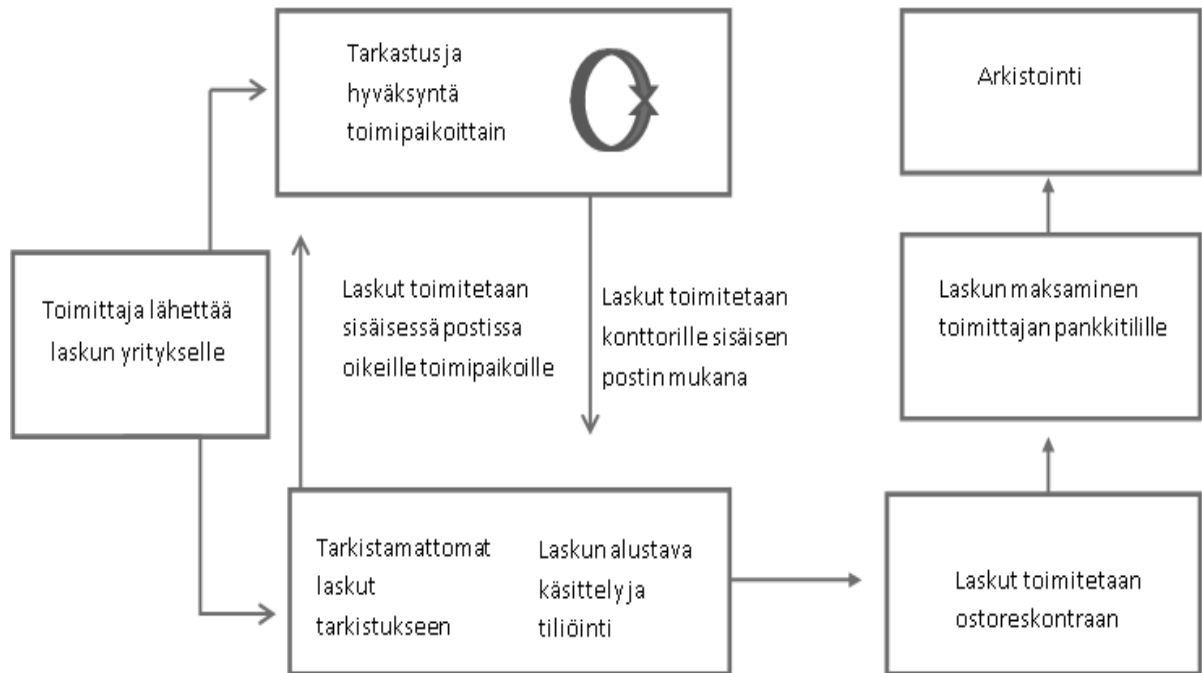 Tarkastus ja
hyväksyntä
toimipaikoittain
Arkistointi
Toimittaja lähettää
laskun yritykselle
Laskut toimitetaan
sisäisessä postissa
oikeille toimipaikoille
Laskut toimitetaan
konttorille sisäisen
postin mukana
Laskun maksaminen
toimittajan pankkitilille
Tarkistamattomat
laskut
tarkistukseen
Laskun alustava
käsittely ja
tiliöinti
Laskut toimitetaan
ostoreskontraan